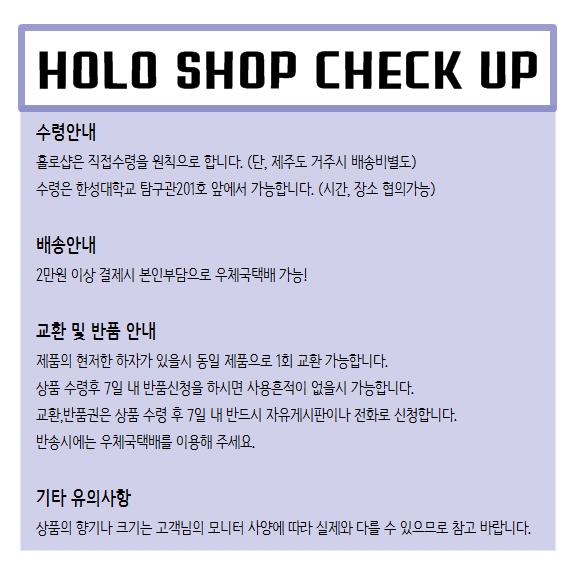 HOLO SHOP CHECK UP
수령안내
홀로샵은 직접수령을 원칙으로 합니다. (단, 제주도 거주시 배송비별도)
수령은 한성대학교 탐구관201호 앞에서 가능합니다. (시간, 장소 협의가능)
배송안내
2만원 이상 결제시 본인부담으로 우체국택배 가능!
교환 및 반품 안내
제품의 현저한 하자가 있을시 동일 제품으로 1회 교환 가능합니다.
상품 수령후 7일 내 반품신청을 하시면 사용흔적이 없을시 가능합니다.
교환,반품권은 상품 수령 후 7일 내 반드시 자유게시판이나 전화로 신청합니다.
반송시에는 우체국택배를 이용해 주세요.
기타 유의사항
상품의 향기나 크기는 고객님의 모니터 사양에 따라 실제와 다를 수 있으므로 참고 바랍니다.